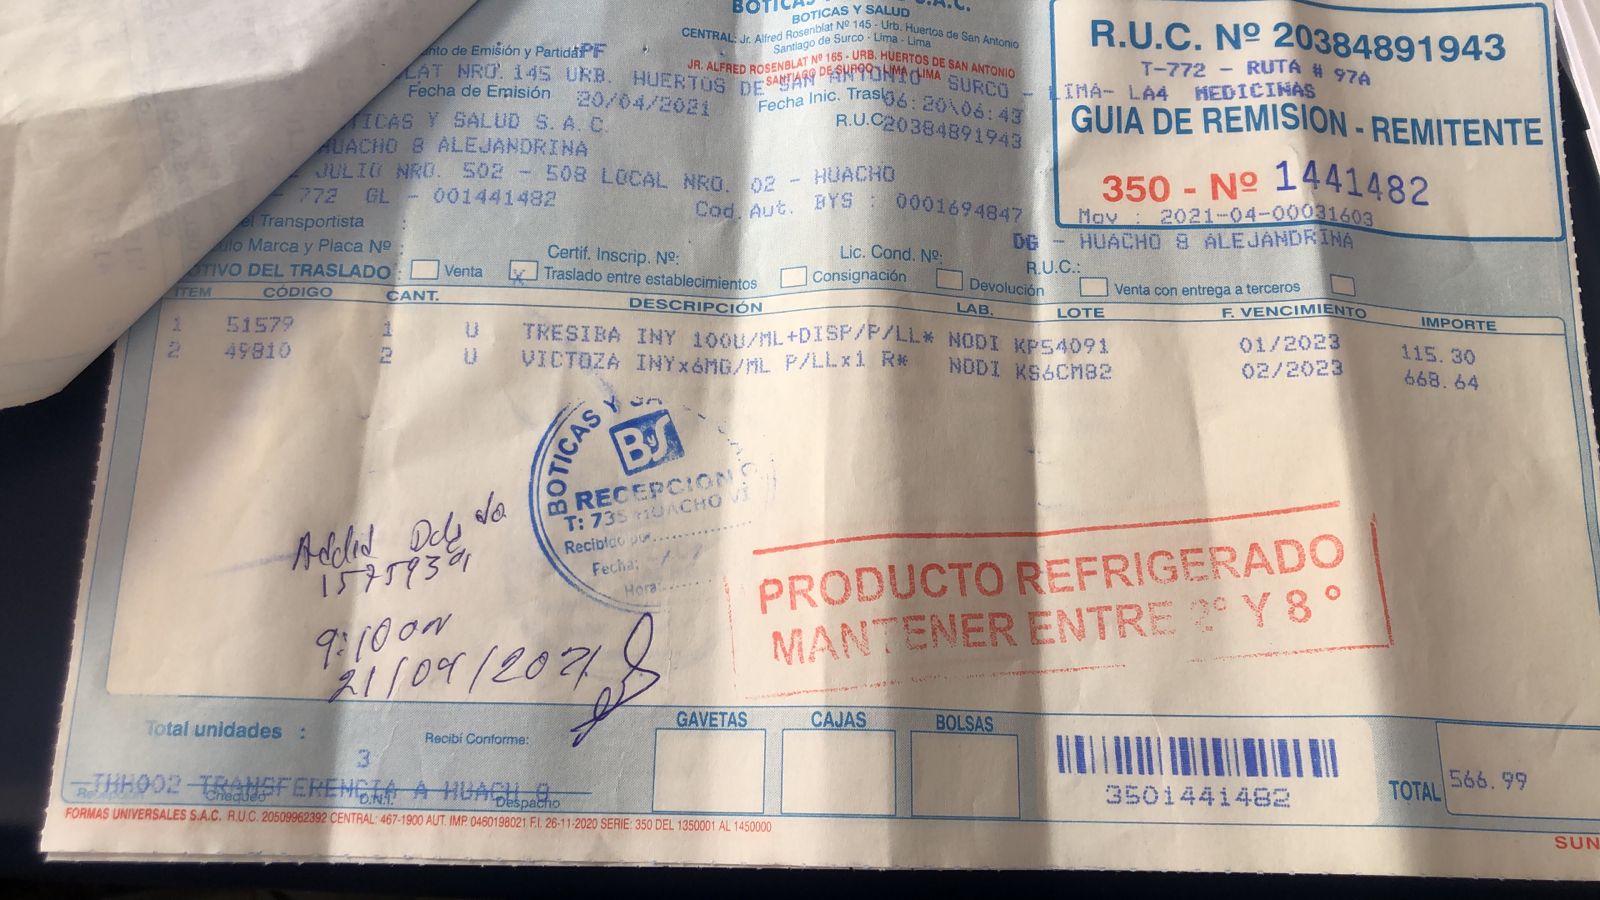 BOTICAS Y SALUD
CENTRAL: Jr. Alfred Rosenblat Nº 145 - Urb. Huertos de San Antonio
Santiago de Surco - Lima - Lima
JR. ALFRED ROSENBLAT Nº 165 - URB. HUERTOS DE SAN ANTONIO
SANTIAGO DE SURCO - LIMA - LIMA
R.U.C. Nº 20384891943
T-772 - RUTA # 97A
LIMA- LA4 MEDICINAS
GUIA DE REMISION - REMITENTE
350 - Nº 1441482
Mov : 2021-04-00031603
DG - HUACHO 8 ALEJANDRINA
de Emisión y Partida PF
NRO. 145 URB. HUERTOS DE SAN ANTONIO SURCO -
Fecha de Emisión 20/04/2021 Fecha Inic. Trasl 06:20\06:43
BOTICAS Y SALUD S.A.C. R.U.C 20384891943
HUACHO 8 ALEJANDRINA
JULIO NRO. 502 - 508 LOCAL NRO. 02 - HUACHO
- 772 GL - 001441482 Cod. Aut. BYS : 0001694847
Transportista :
Marca y Placa Nº : Certif. Inscrip. Nº: Lic. Cond. Nº:
MOTIVO DEL TRASLADO : Venta X Traslado entre establecimientos Consignación Devolución R.U.C.: Venta con entrega a terceros
ITEM CÓDIGO CANT. DESCRIPCIÓN LAB. LOTE F. VENCIMIENTO IMPORTE
1 51579 1 U TRESIBA INY 100U/ML+DISP/P/LL* NODI KP54091 01/2023 115.30
2 49810 2 U VICTOZA INYx6MG/ML P/LLx1 R* NODI KS6CM82 02/2023 668.64
BOTICAS Y
BYS
RECEPCION
T: 735 HUACHO VI
Recibido por
Fecha:
Hora:
15759391
9:10 am
21/04/2021
PRODUCTO REFRIGERADO
MANTENER ENTRE 2° Y 8°
Total unidades : 3
Recibí Conforme:
GAVETAS CAJAS BOLSAS
THH002 TRANSFERENCIA A HUACH 8
Chequeo D.N.I. Despacho
3501441482
TOTAL 566.99
FORMAS UNIVERSALES S.A.C. R.U.C. 20509962392 CENTRAL: 467-1900 AUT. IMP. 0460198021 F.I. 26-11-2020 SERIE: 350 DEL 1350001 AL 1450000
SUN